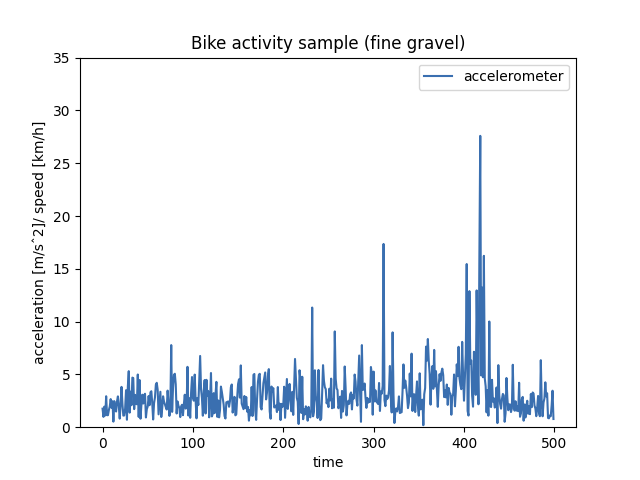 Bike activity sample (fine gravel)
accelerometer
35
30
25
20
15
10
5
0
acceleration [m/s^2]/ speed [km/h]
0 100 200 300 400 500
time